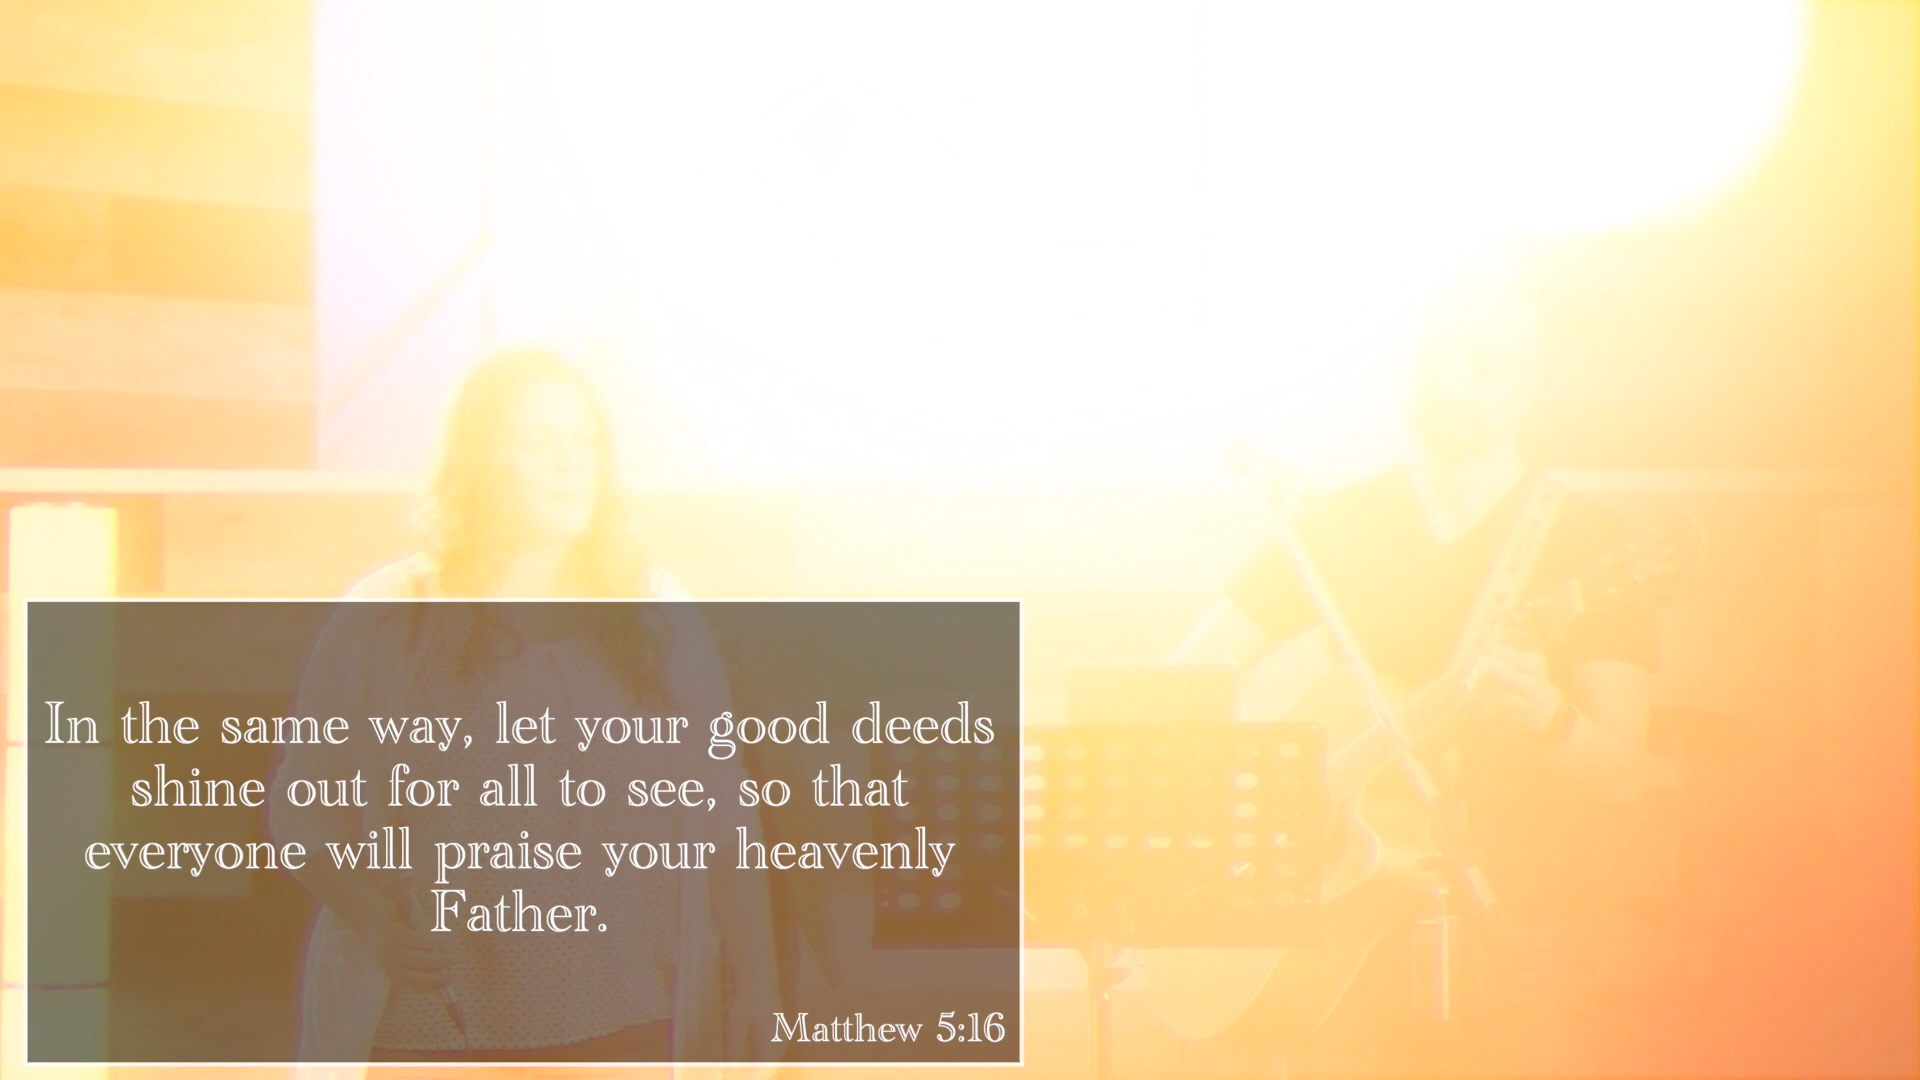 In the same way, let your good deeds
shine out for all to see, so that
everyone will praise your heavenly
Father.
Matthew 5:16